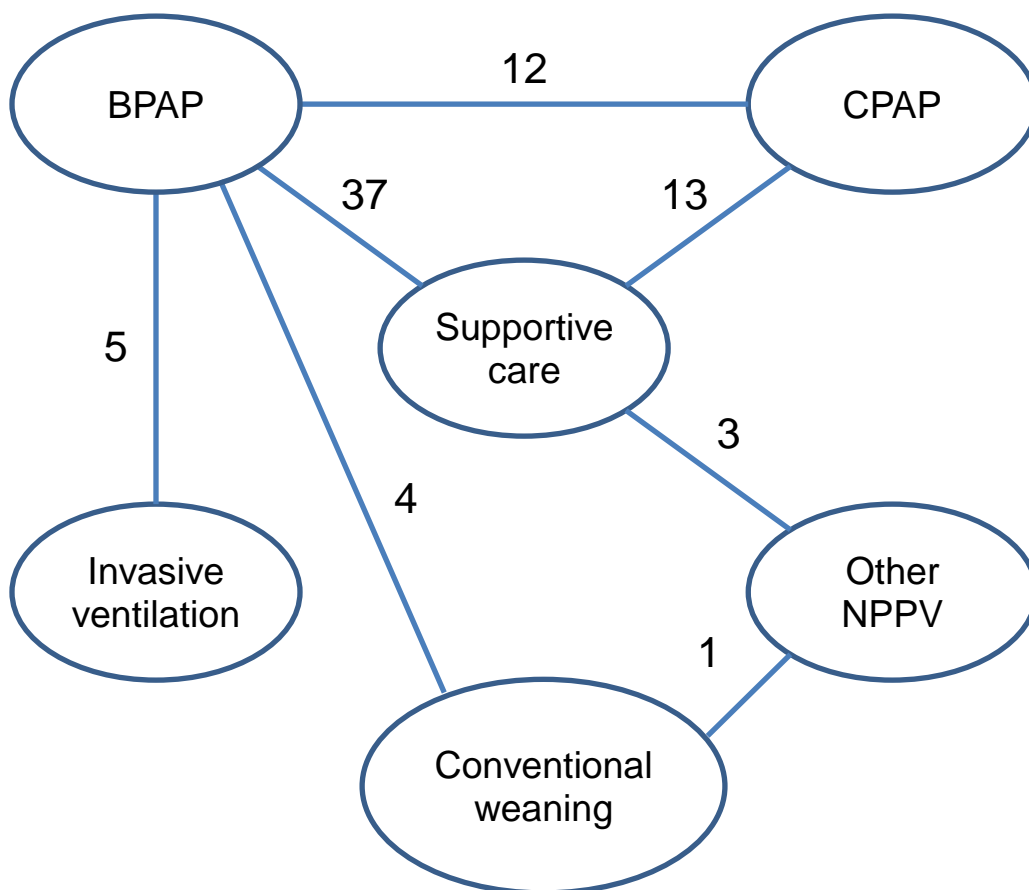 BPAP
12
CPAP
37
13
Supportive
care
5
3
4
Invasive
ventilation
Other
NPPV
1
Conventional
weaning